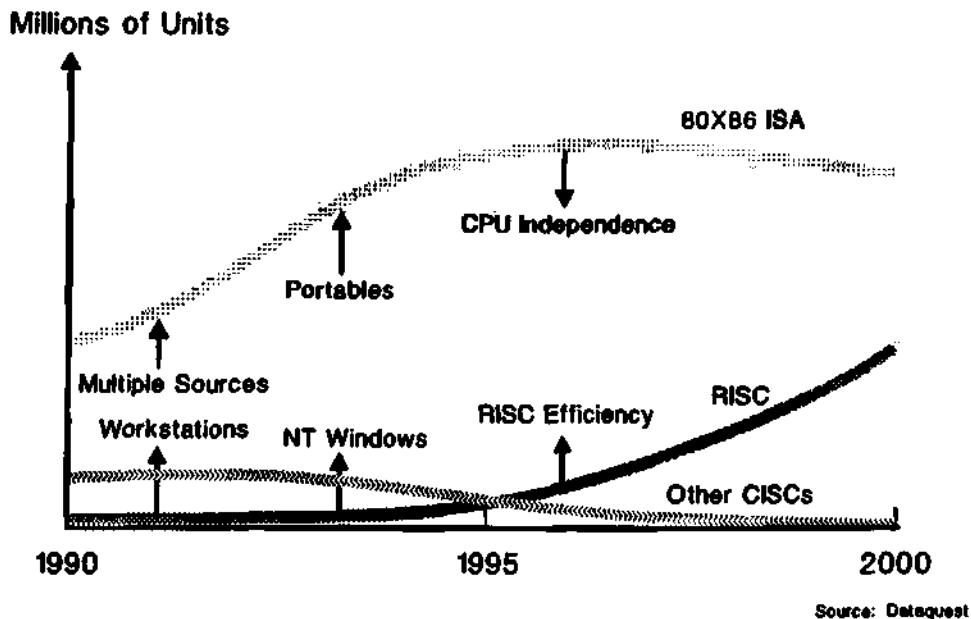 Millions of Units
80X86 ISA
CPU Independence
Portables
Multiple Sources
RISC
Workstations
NT Windows
RISC Efficiency
Other CISCs
1990
1995
2000
Source: Dataquest